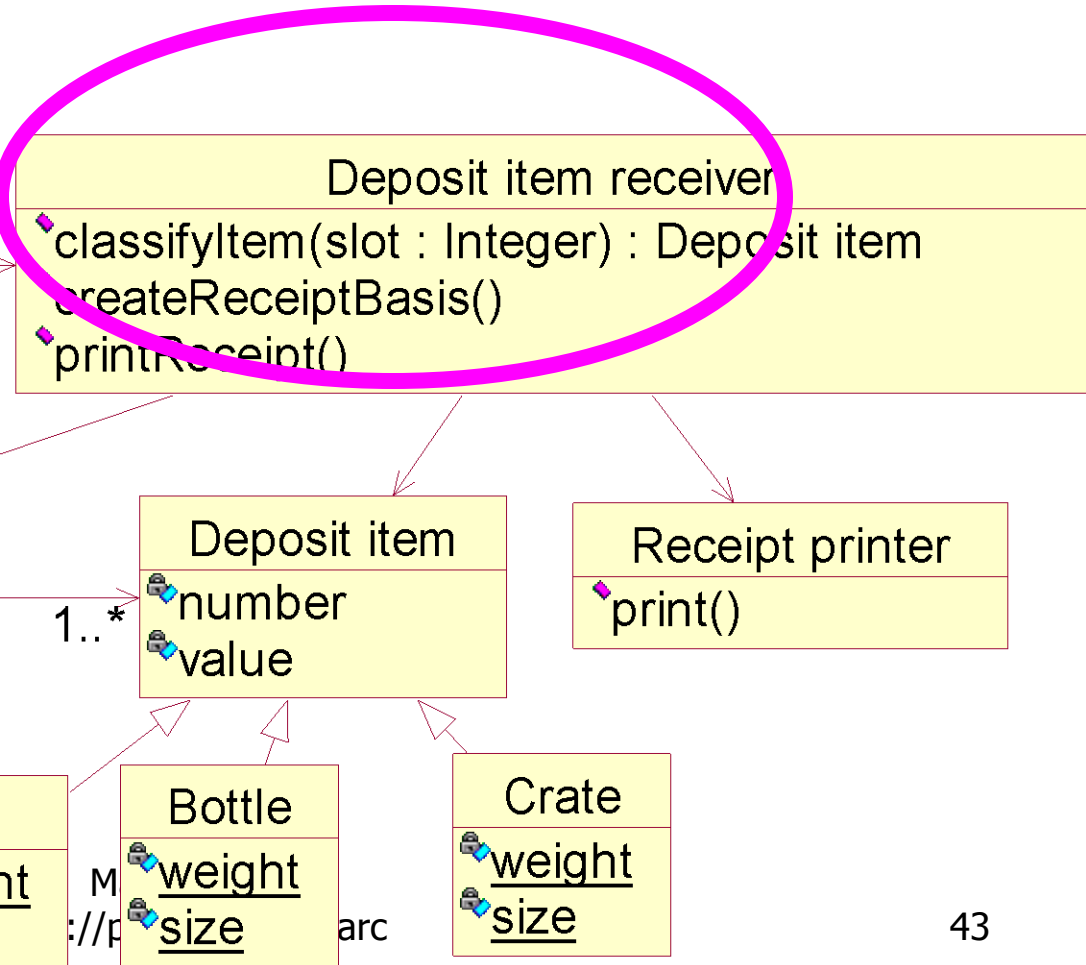 Deposit item receiver
classifyItem(slot : Integer) : Deposit item
createReceiptBasis()
printReceipt()
Deposit item
number
value
1..*
Receipt printer
print()
Bottle
weight
size
Crate
weight
size
arc
43